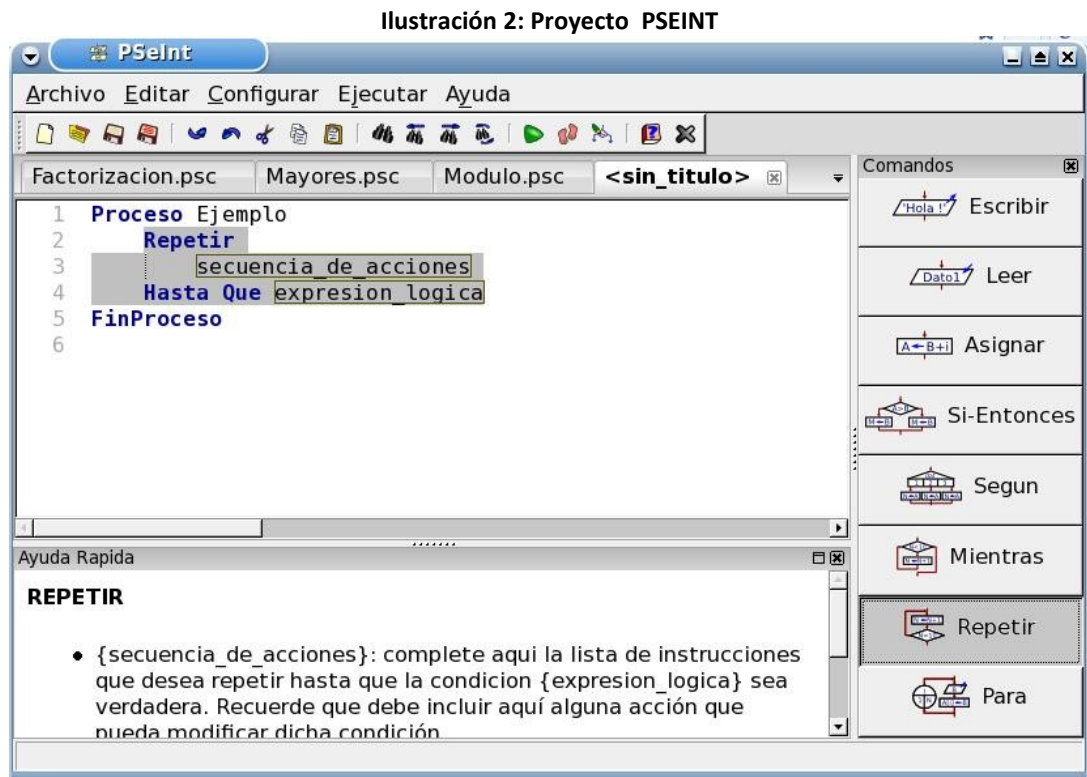 Ilustración 2: Proyecto PSEINT
PSeInt
Archivo Editar Configurar Ejecutar Ayuda
Factorizacion.psc Mayores.psc Modulo.psc <sin_titulo>
1 Proceso Ejemplo
2 Repetir
3 secuencia_de_acciones
4 Hasta Que expresion_logica
5 FinProceso
6
Comandos
'Hola !' Escribir
Dato1 Leer
A←B+i Asignar
Si-Entonces
Segun
Mientras
Repetir
Para
Ayuda Rapida
REPETIR
• {secuencia_de_acciones}: complete aqui la lista de instrucciones
que desea repetir hasta que la condicion {expresion_logica} sea
verdadera. Recuerde que debe incluir aquí alguna acción que
pueda modificar dicha condición